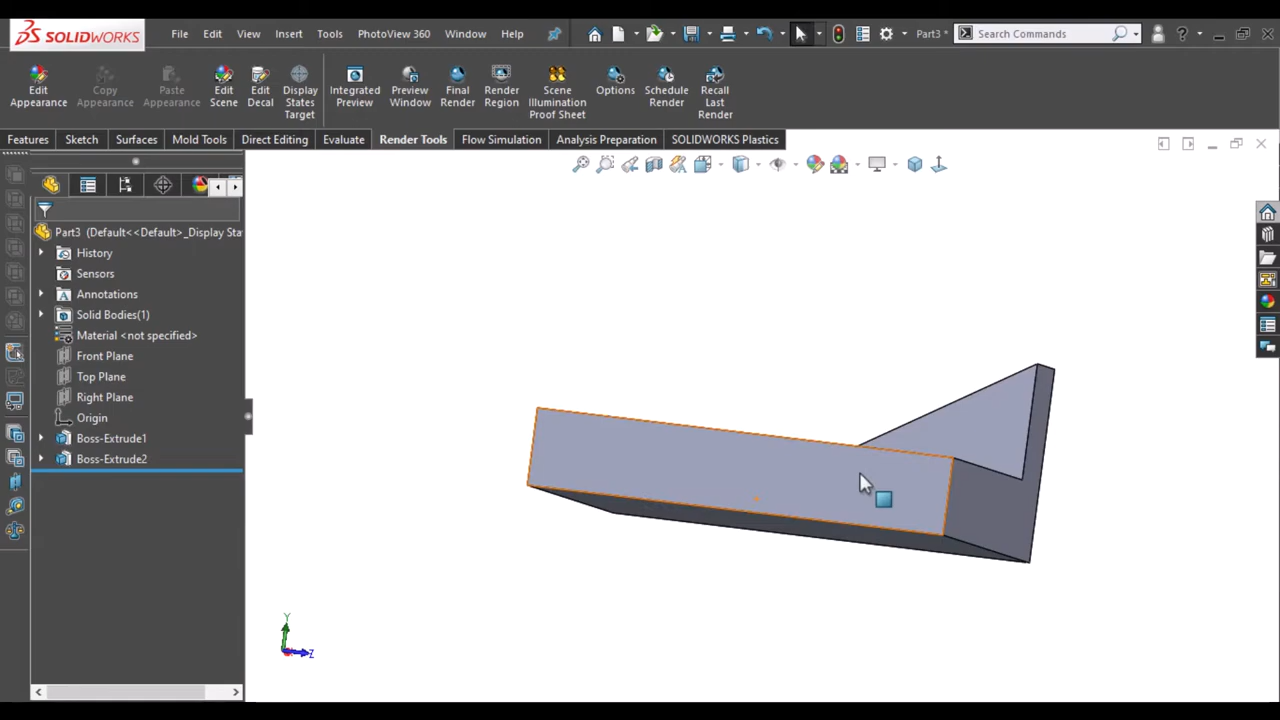 SOLIDWORKS File Edit View Insert Tools PhotoView 360 Window Help Part3 * Search Commands
Edit Appearance
Copy Appearance
Paste Appearance
Edit Scene
Edit Decal
Display States Target
Integrated Preview
Preview Window
Final Render
Render Region
Scene Illumination Proof Sheet
Options
Schedule Render
Recall Last Render
Features Sketch Surfaces Mold Tools Direct Editing Evaluate Render Tools Flow Simulation Analysis Preparation SOLIDWORKS Plastics
Part3 (Default<<Default>_Display Sta
History
Sensors
Annotations
Solid Bodies(1)
Material <not specified>
Front Plane
Top Plane
Right Plane
Origin
Boss-Extrude1
Boss-Extrude2
Y
Z